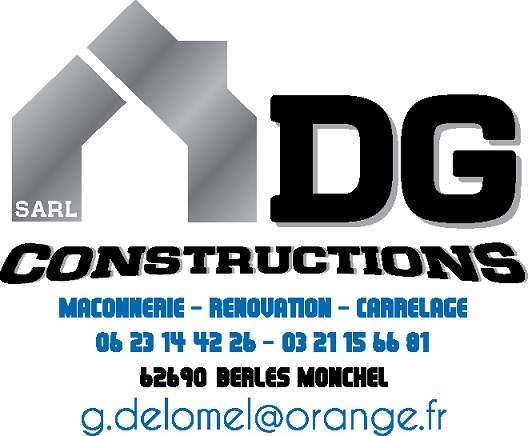 SARL
DG
CONSTRUCTIONS
MACONNERIE - RENOVATION - CARRELAGE
06 23 14 42 26 - 03 21 15 66 81
62690 BERLES MONCHEL
g.delomel@orange.fr